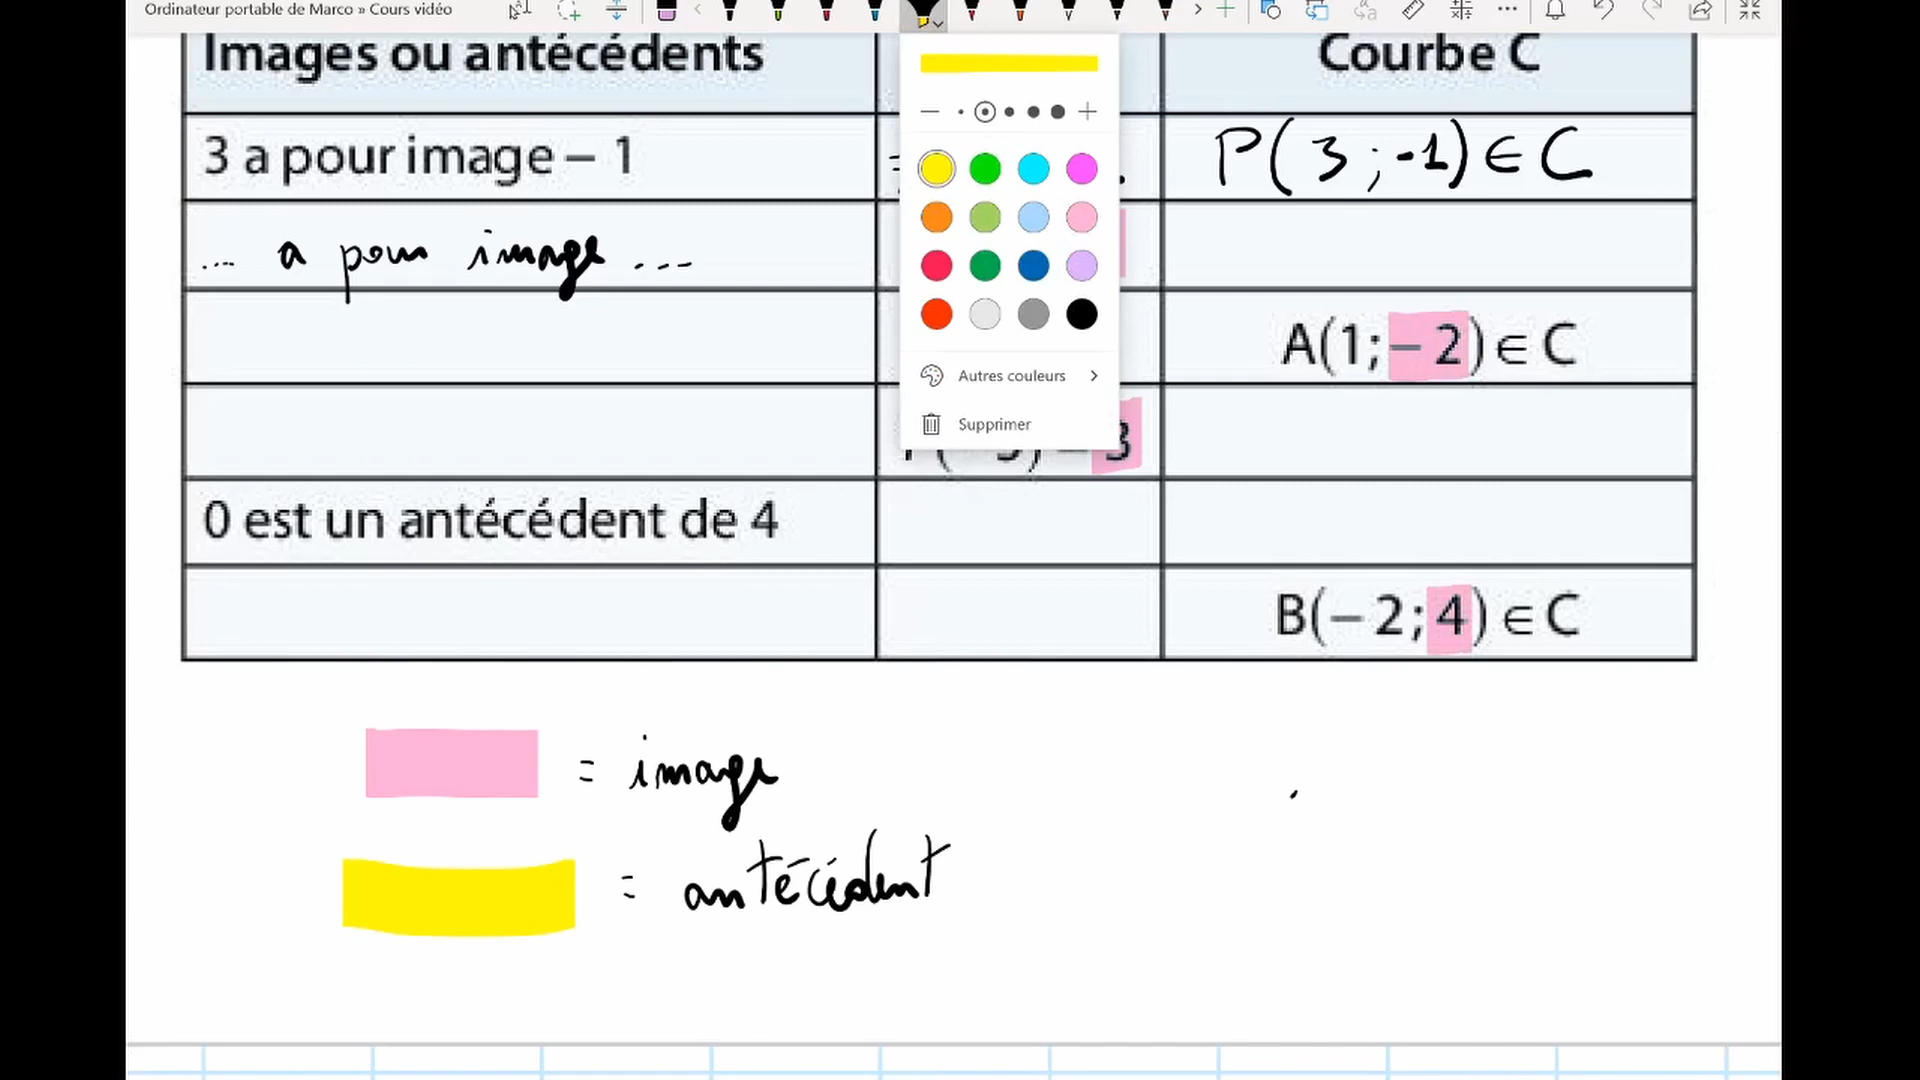 Ordinateur portable de Marco » Cours vidéo
Images ou antécédents Courbe C
3 a pour image – 1 P(3 ; -1) ∈ C
... a pour image ...
A(1; – 2) ∈ C
Autres couleurs
Supprimer
3
0 est un antécédent de 4
B(– 2; 4) ∈ C
= image
= antécédent